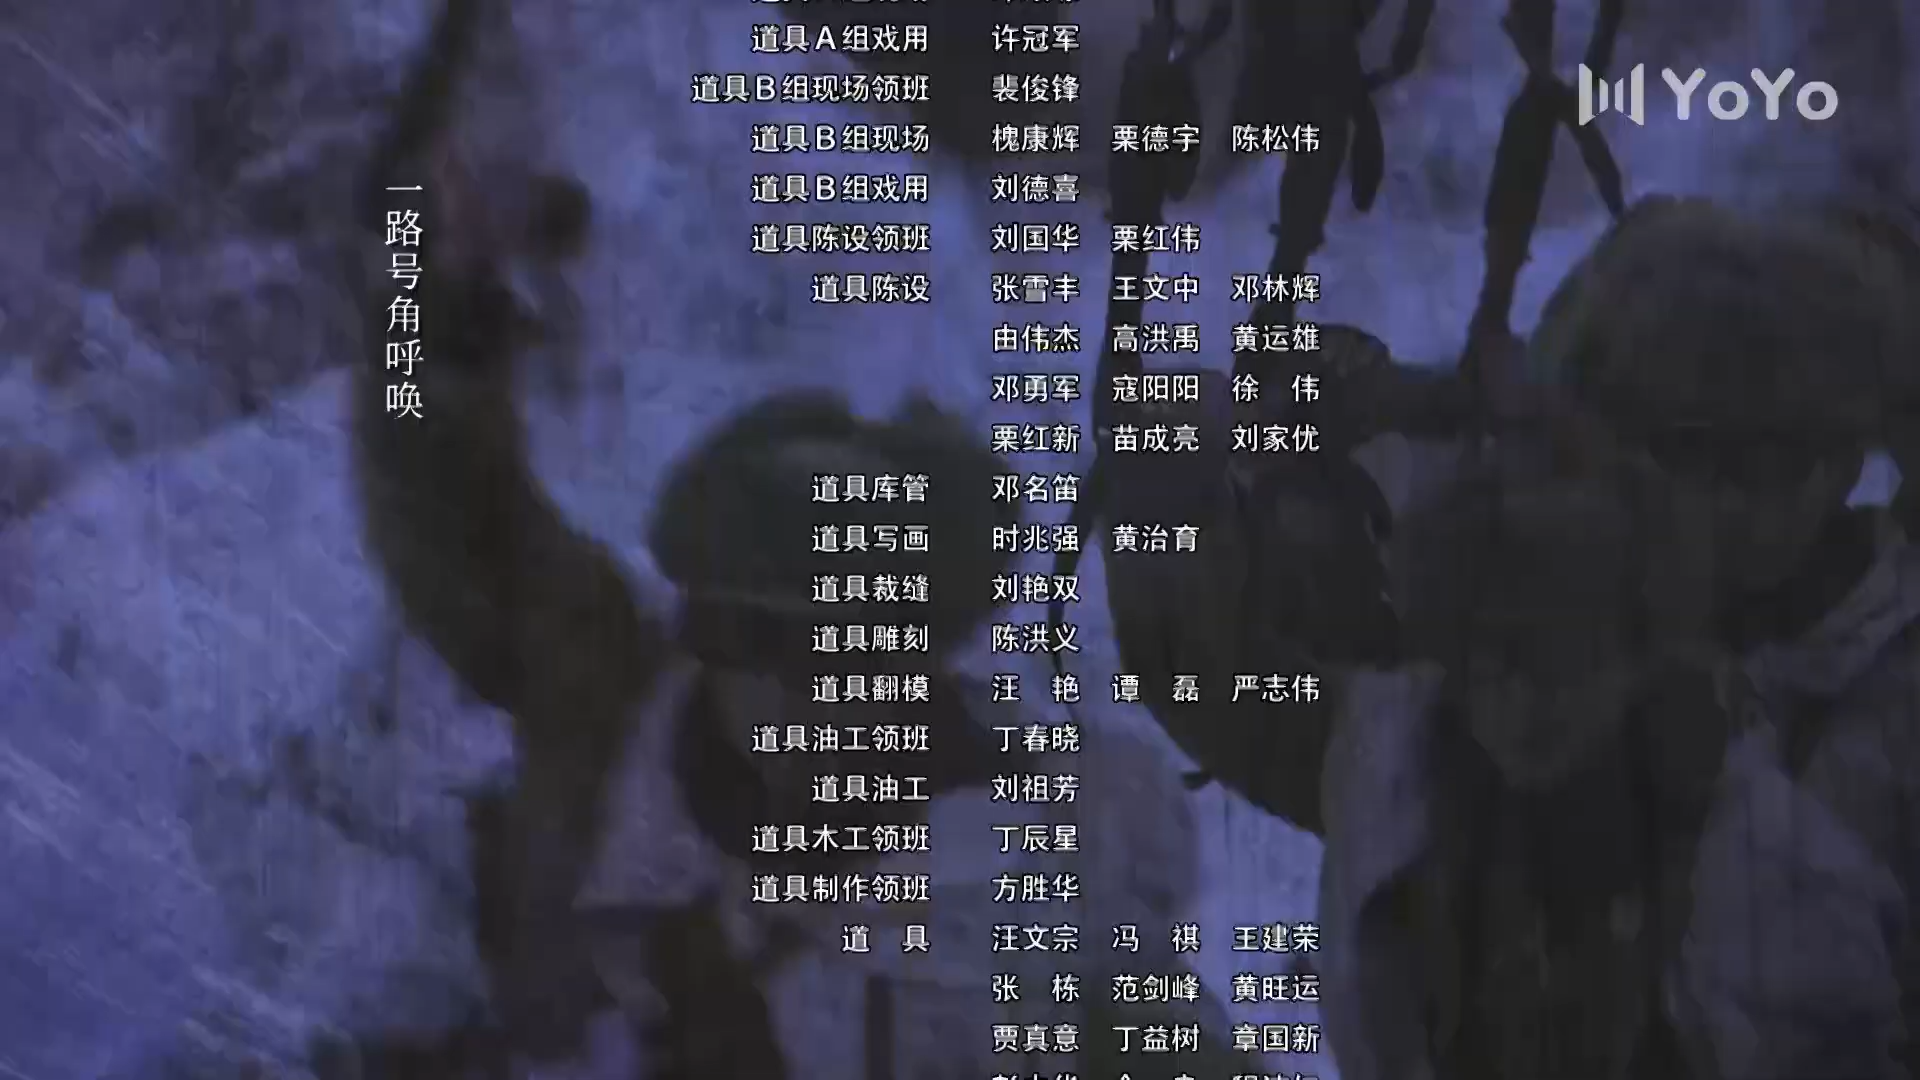 道具A组戏用 许冠军
道具B组现场领班 裴俊锋
道具B组现场 槐康辉 栗德宇 陈松伟
道具B组戏用 刘德喜
道具陈设领班 刘国华 栗红伟
道具陈设 张雪丰 王文中 邓林辉
由伟杰 高洪禹 黄运雄
邓勇军 寇阳阳 徐 伟
栗红新 苗成亮 刘家优
道具库管 邓名笛
道具写画 时兆强 黄治育
道具裁缝 刘艳双
道具雕刻 陈洪义
道具翻模 汪 艳 谭 磊 严志伟
道具油工领班 丁春晓
道具油工 刘祖芳
道具木工领班 丁辰星
道具制作领班 方胜华
道 具 汪文宗 冯 祺 王建荣
张 栋 范剑峰 黄旺运
贾真意 丁益树 章国新
一路号角呼唤
YoYo